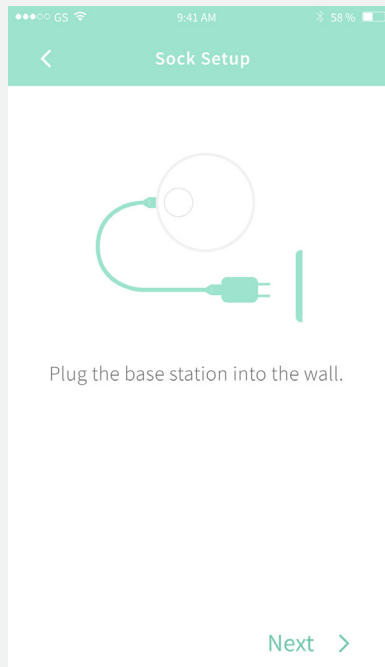 GS 9:41 AM 58 %
Sock Setup
Plug the base station into the wall.
Next